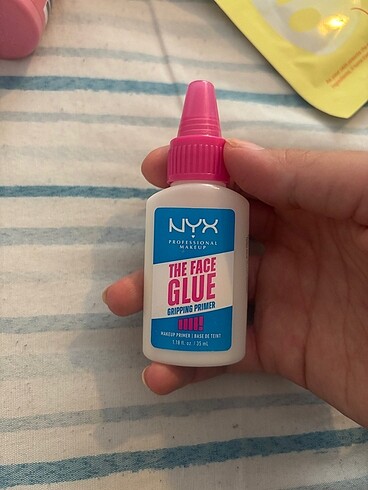 NYX
PROFESSIONAL
MAKEUP
THE FACE
GLUE
GRIPPING PRIMER
MAKEUP PRIMER | BASE DE TEINT
1.18 fl. oz. / 35 mL